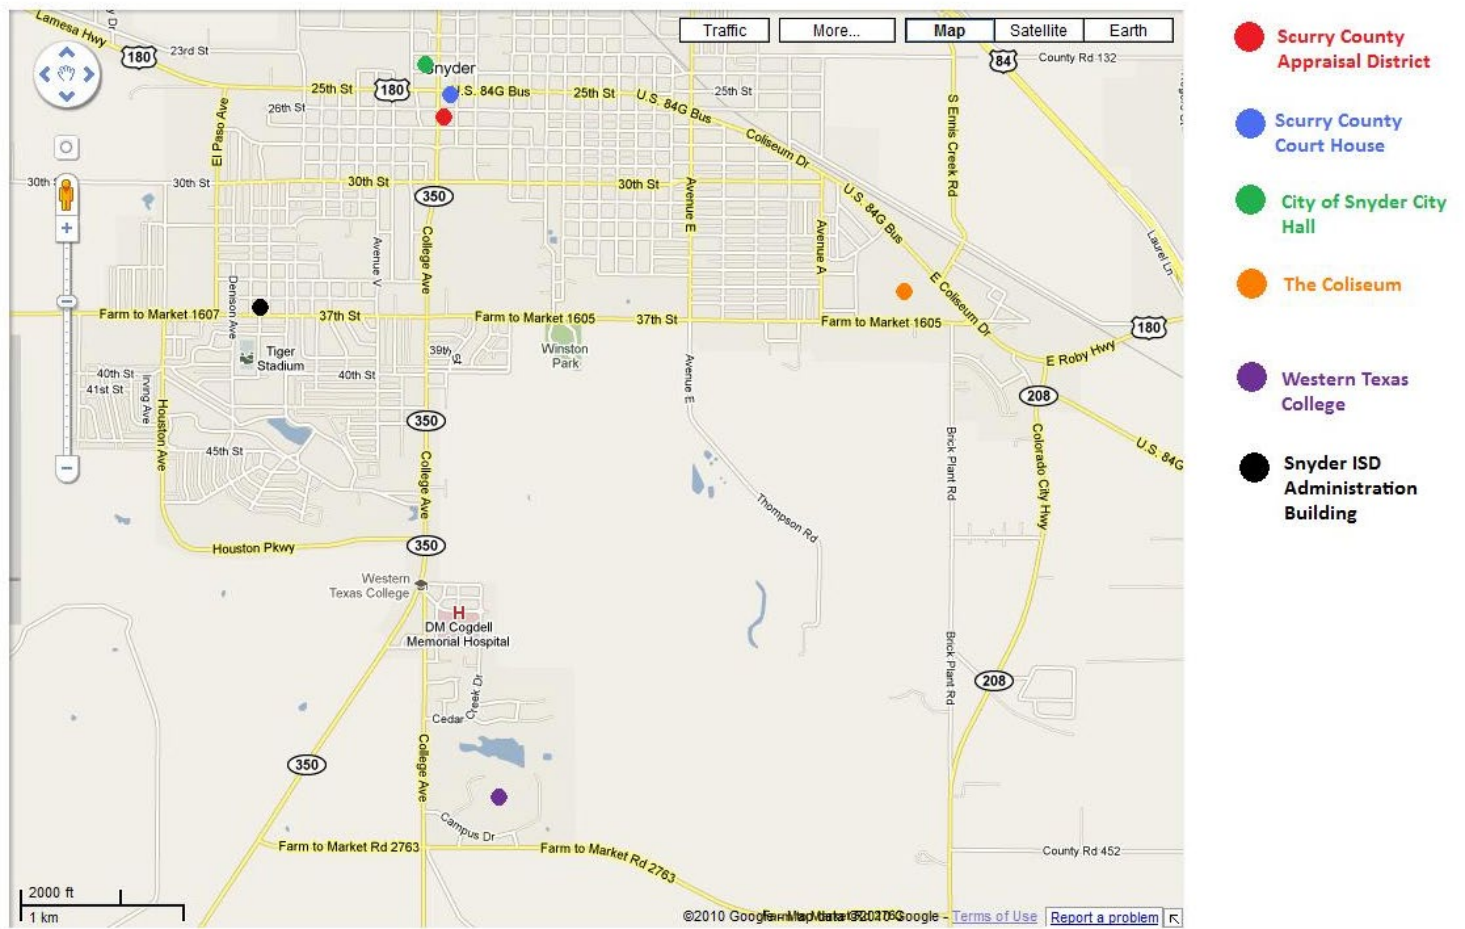 Lamesa Hwy
y Dr
180
23rd St
Traffic
More...
Map
Satellite
Earth
84
County Rd 132
Snyder
25th St
180
U.S. 84G Bus
25th St
U.S. 84G Bus
25th St
26th St
El Paso Ave
Coliseum Dr
S Ennis Creek Rd
30th
30th St
30th St
30th St
350
Avenue E
U.S. 84G Bus
Avenue A
Avenue V
College Ave
Laurel Ln
Denison Ave
E Coliseum Dr
Farm to Market 1607
37th St
Farm to Market 1605
37th St
Farm to Market 1605
180
E Roby Hwy
Tiger
Stadium
39th St
Winston
Park
Avenue E
40th St
40th St
41st St
Irving Ave
208
Houston Ave
350
45th St
College Ave
Brick Plant Rd
Colorado City Hwy
U.S. 84G
Thompson Rd
Houston Pkwy
350
Western
Texas College
H
DM Cogdell
Memorial Hospital
Brick Plant Rd
208
Cedar Creek Dr
350
College Ave
Campus Dr
Farm to Market Rd 2763
Farm to Market Rd 2763
County Rd 452
2000 ft
1 km
©2010 Google - Map data ©2010 Google - Terms of Use
Report a problem
Scurry County
Appraisal District
Scurry County
Court House
City of Snyder City
Hall
The Coliseum
Western Texas
College
Snyder ISD
Administration
Building